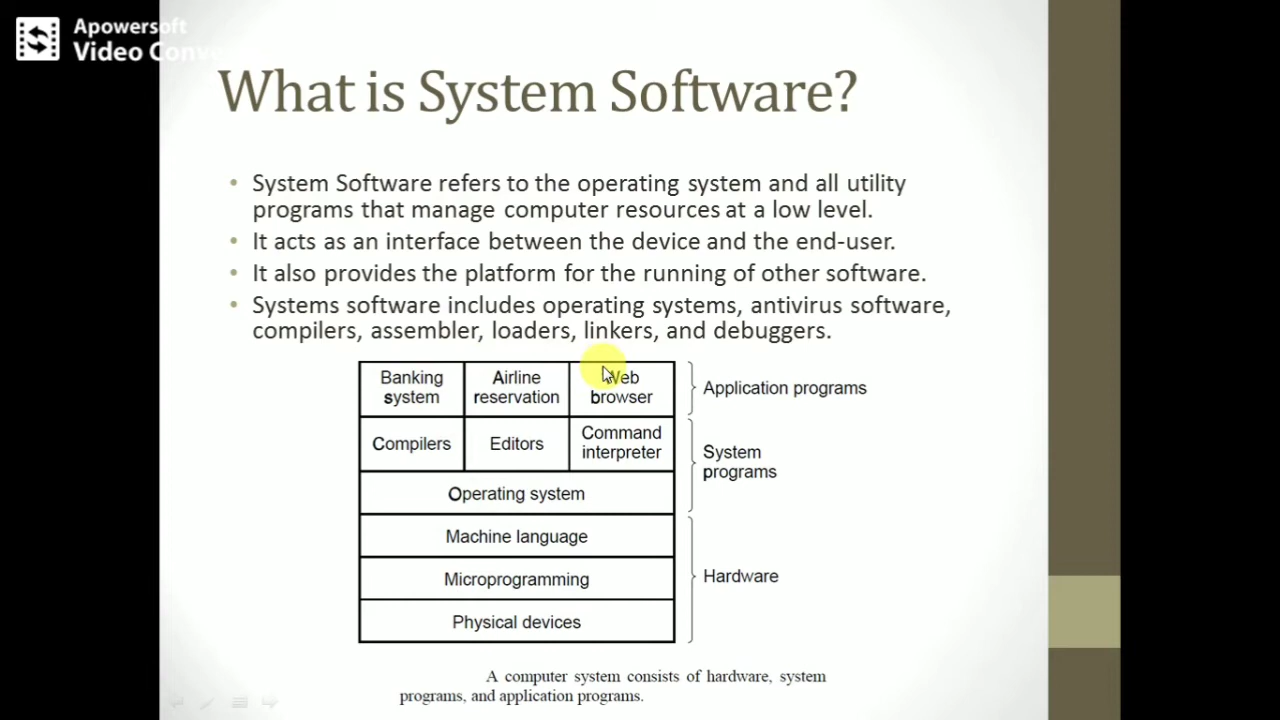 Apowersoft
Video Conv
What is System Software?
• System Software refers to the operating system and all utility
programs that manage computer resources at a low level.
• It acts as an interface between the device and the end-user.
• It also provides the platform for the running of other software.
• Systems software includes operating systems, antivirus software,
compilers, assembler, loaders, linkers, and debuggers.
Banking
system
Airline
reservation
Web
browser
Application programs
Compilers
Editors
Command
interpreter
System
programs
Operating system
Machine language
Microprogramming
Hardware
Physical devices
A computer system consists of hardware, system
programs, and application programs.